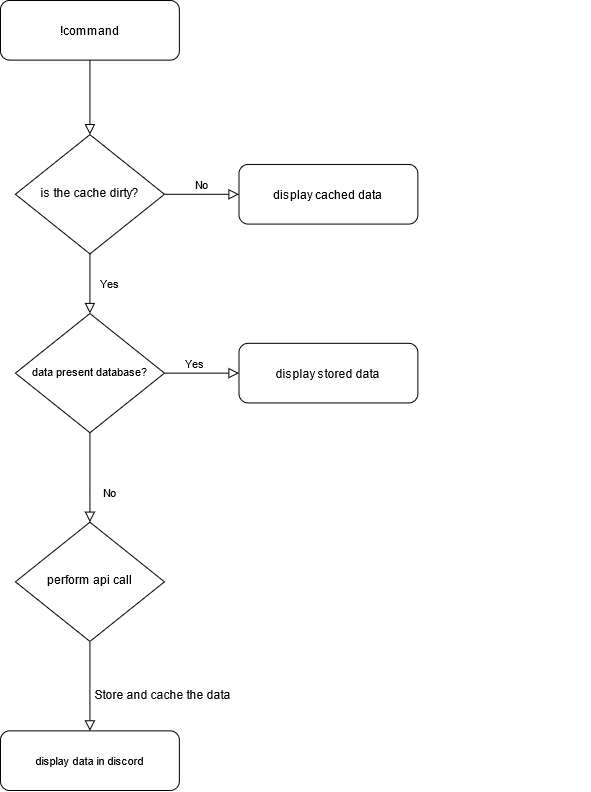 !command
is the cache dirty?
No
display cached data
Yes
data present database?
Yes
display stored data
No
perform api call
Store and cache the data
display data in discord